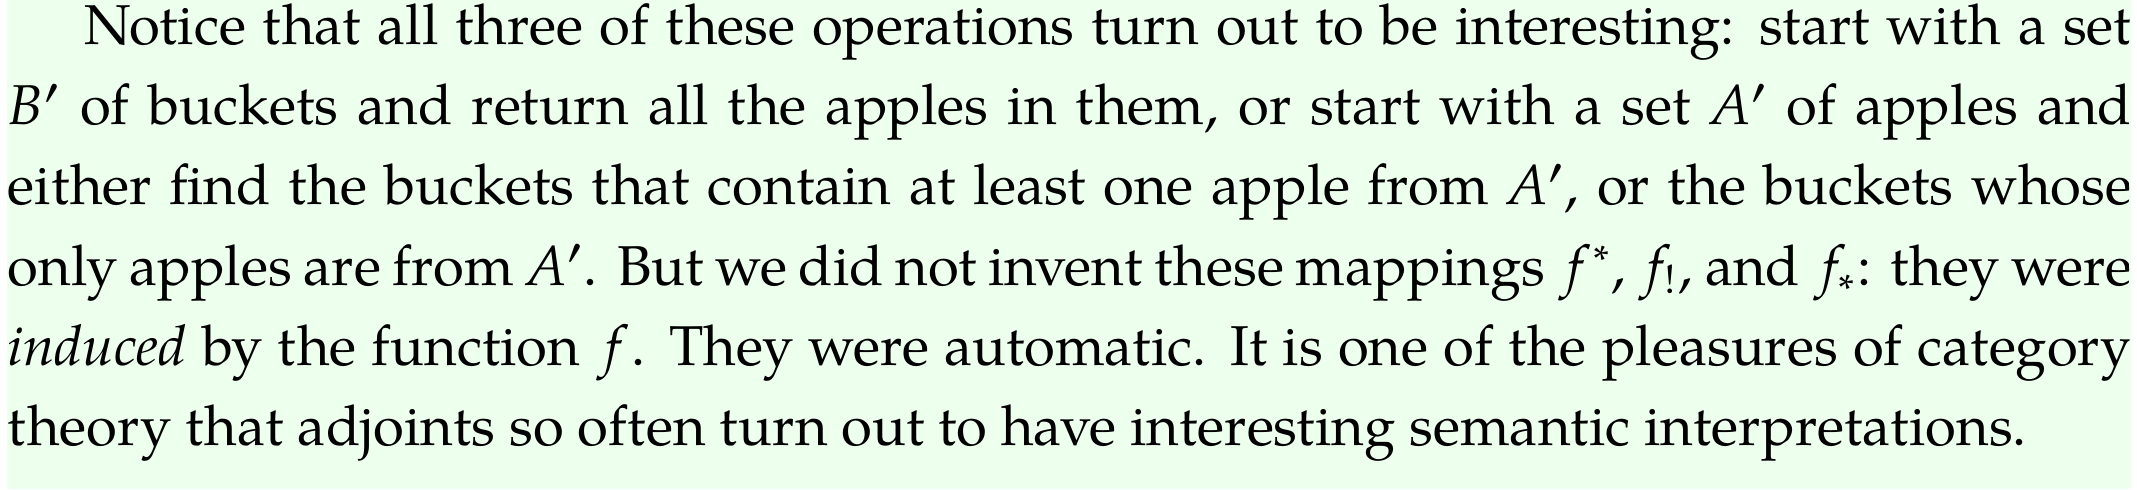 Notice that all three of these operations turn out to be interesting: start with a set
B′ of buckets and return all the apples in them, or start with a set A′ of apples and
either find the buckets that contain at least one apple from A′, or the buckets whose
only apples are from A′. But we did not invent these mappings f*, f!, and f*: they were
induced by the function f. They were automatic. It is one of the pleasures of category
theory that adjoints so often turn out to have interesting semantic interpretations.